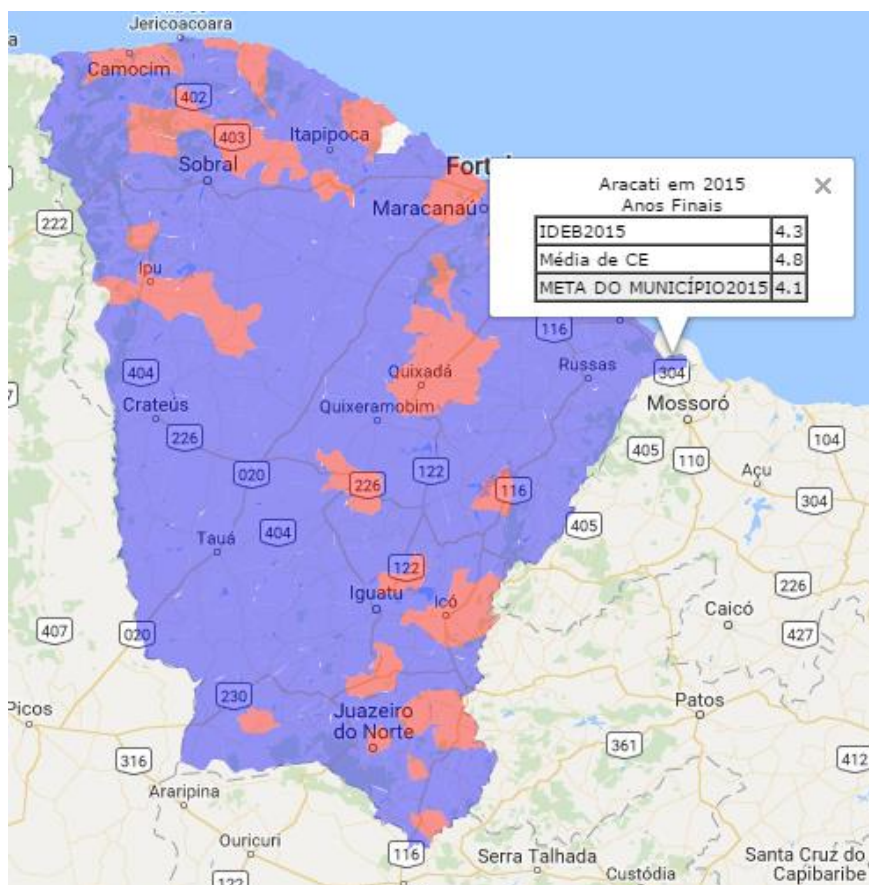 Jericoacoara
a
Camocim
402
403
Itapipoca
Sobral
Maracanaú
222
Aracati em 2015
Anos Finais
IDEB2015 4.3
Média de CE 4.8
META DO MUNICÍPIO2015 4.1
Ipu
116
Russas
304
404
Quixadá
Crateús
Quixeramobim
Mossoró
226
405
104
110
020
122
Açu
226
116
304
404
405
Tauá
122
226
Iguatu
Icó
Caicó
407
020
427
230
Patos
Picos
Juazeiro
do Norte
361
316
412
Araripina
Ouricuri
116
Serra Talhada
Santa Cruz do
Capibaribe
Custódia
122